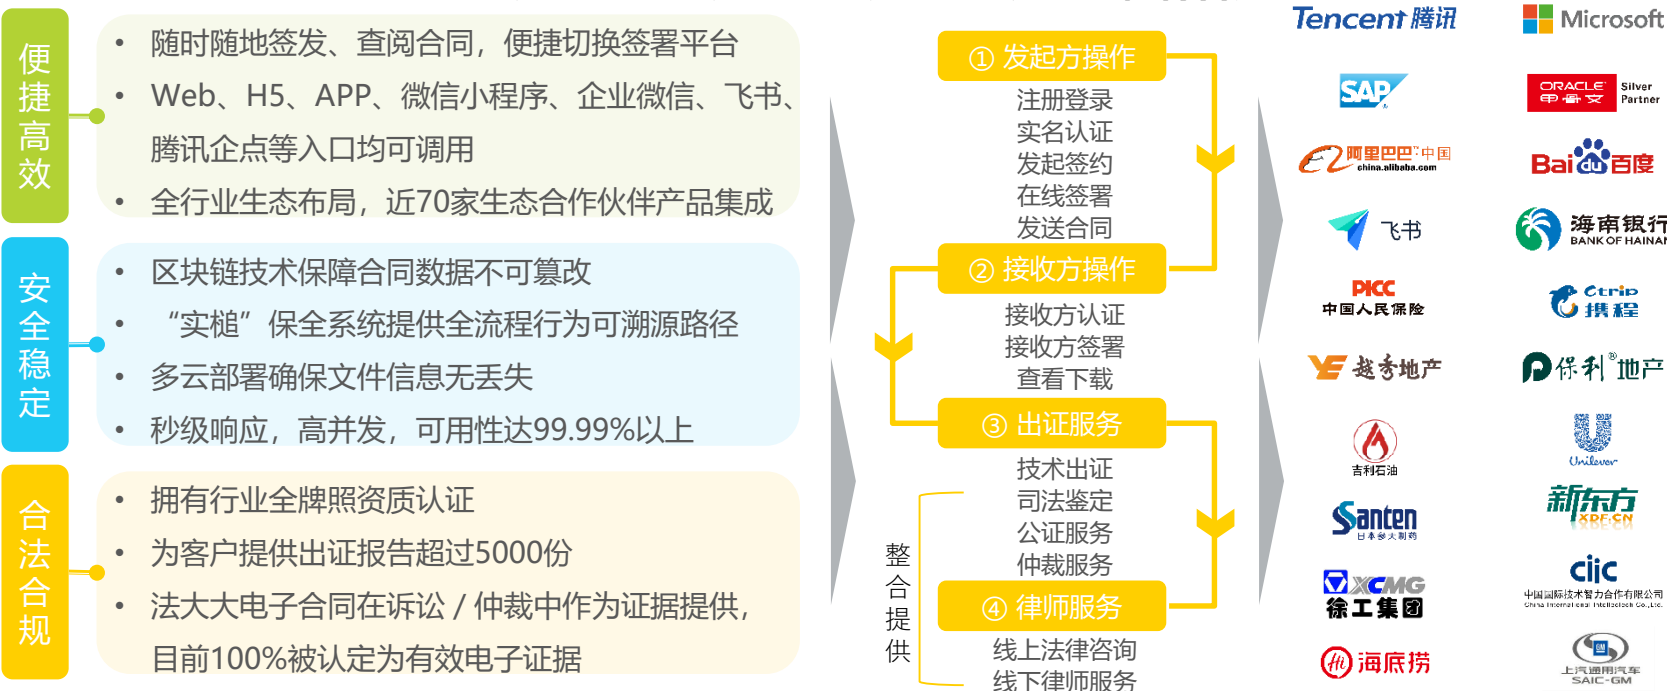 便捷高效
• 随时随地签发、查阅合同，便捷切换签署平台
• Web、H5、APP、微信小程序、企业微信、飞书、
腾讯企点等入口均可调用
• 全行业生态布局，近70家生态合作伙伴产品集成
安全稳定
• 区块链技术保障合同数据不可篡改
• “实槌”保全系统提供全流程行为可溯源路径
• 多云部署确保文件信息无丢失
• 秒级响应，高并发，可用性达99.99%以上
合法合规
• 拥有行业全牌照资质认证
• 为客户提供出证报告超过5000份
• 法大大电子合同在诉讼 / 仲裁中作为证据提供，
目前100%被认定为有效电子证据
① 发起方操作
注册登录
实名认证
发起签约
在线签署
发送合同
② 接收方操作
接收方认证
接收方签署
查看下载
③ 出证服务
技术出证
司法鉴定
公证服务
仲裁服务
整合提供
④ 律师服务
线上法律咨询
线下律师服务
Tencent 腾讯
Microsoft
SAP
ORACLE 甲骨文 Silver Partner
阿里巴巴 中国
china.alibaba.com
Bai du 百度
飞书
海南银行
BANK OF HAINAN
PICC
中国人民保险
Ctrip
携程
越秀地产
保利®地产
吉利石油
Unilever
Santen
日本参天制药
新东方
XDF.CN
XCMG
徐工集团
ciic
中国国际技术智力合作有限公司
China International Intellectech Co.,Ltd.
Hi 海底捞
GM
上汽通用汽车
SAIC-GM